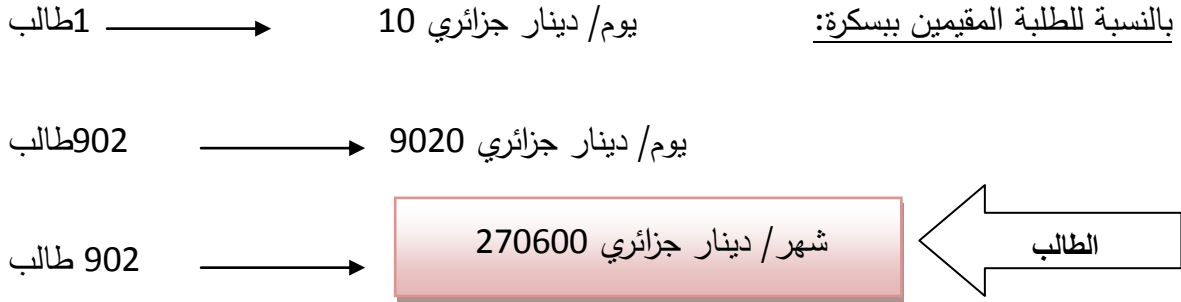 بالنسبة للطلبة المقيمين ببسكرة:
1طالب
10 دينار جزائري /يوم
902طالب
9020 دينار جزائري /يوم
902 طالب
270600 دينار جزائري /شهر
الطالب